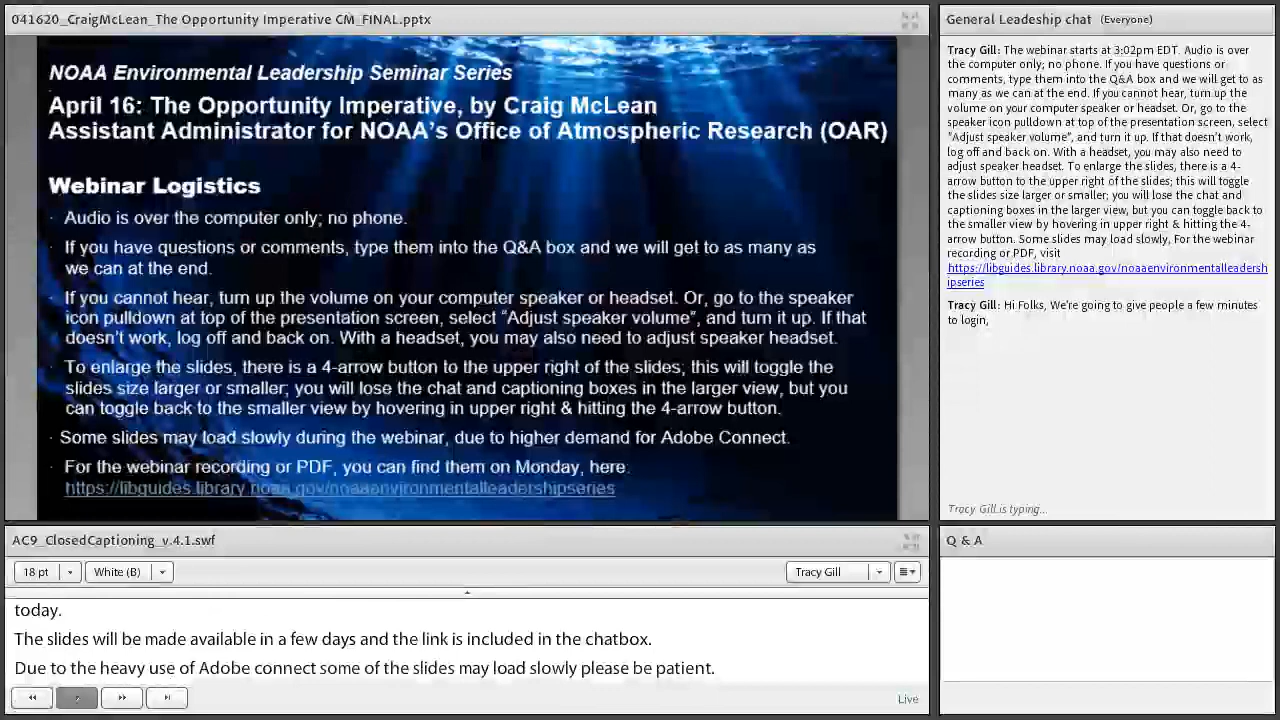 041620_CraigMcLean_The Opportunity Imperative CM_FINAL.pptx
NOAA Environmental Leadership Seminar Series
April 16: The Opportunity Imperative, by Craig McLean
Assistant Administrator for NOAA's Office of Atmospheric Research (OAR)
Webinar Logistics
· Audio is over the computer only; no phone.
· If you have questions or comments, type them into the Q&A box and we will get to as many as
we can at the end.
· If you cannot hear, turn up the volume on your computer speaker or headset. Or, go to the speaker
icon pulldown at top of the presentation screen, select "Adjust speaker volume", and turn it up. If that
doesn't work, log off and back on. With a headset, you may also need to adjust speaker headset.
· To enlarge the slides, there is a 4-arrow button to the upper right of the slides; this will toggle the
slides size larger or smaller; you will lose the chat and captioning boxes in the larger view, but you
can toggle back to the smaller view by hovering in upper right & hitting the 4-arrow button.
· Some slides may load slowly during the webinar, due to higher demand for Adobe Connect.
· For the webinar recording or PDF, you can find them on Monday, here:
https://libguides.library.noaa.gov/noaaenvironmentalleadershipseries
General Leadership chat (Everyone)
Tracy Gill: The webinar starts at 3:02pm EDT. Audio is over
the computer only; no phone. If you have questions or
comments, type them into the Q&A box and we will get to as
many as we can at the end. If you cannot hear, turn up the
volume on your computer speaker or headset. Or, go to the
speaker icon pulldown at top of the presentation screen, select
"Adjust speaker volume", and turn it up. If that doesn't work,
log off and back on. With a headset, you may also need to
adjust speaker headset. To enlarge the slides, there is a 4-
arrow button to the upper right of the slides; this will toggle
the slides size larger or smaller; you will lose the chat and
captioning boxes in the larger view, but you can toggle back to
the smaller view by hovering in upper right & hitting the 4-
arrow button. Some slides may load slowly, For the webinar
recording or PDF, visit
https://libguides.library.noaa.gov/noaaenvironmentalleadersh
ipseries
Tracy Gill: Hi Folks, We're going to give people a few minutes
to login,
Tracy Gill is typing...
AC9_ClosedCaptioning_v.4.1.swf
18 pt White (B) Tracy Gill
today.
The slides will be made available in a few days and the link is included in the chatbox.
Due to the heavy use of Adobe connect some of the slides may load slowly please be patient.
Live
Q & A